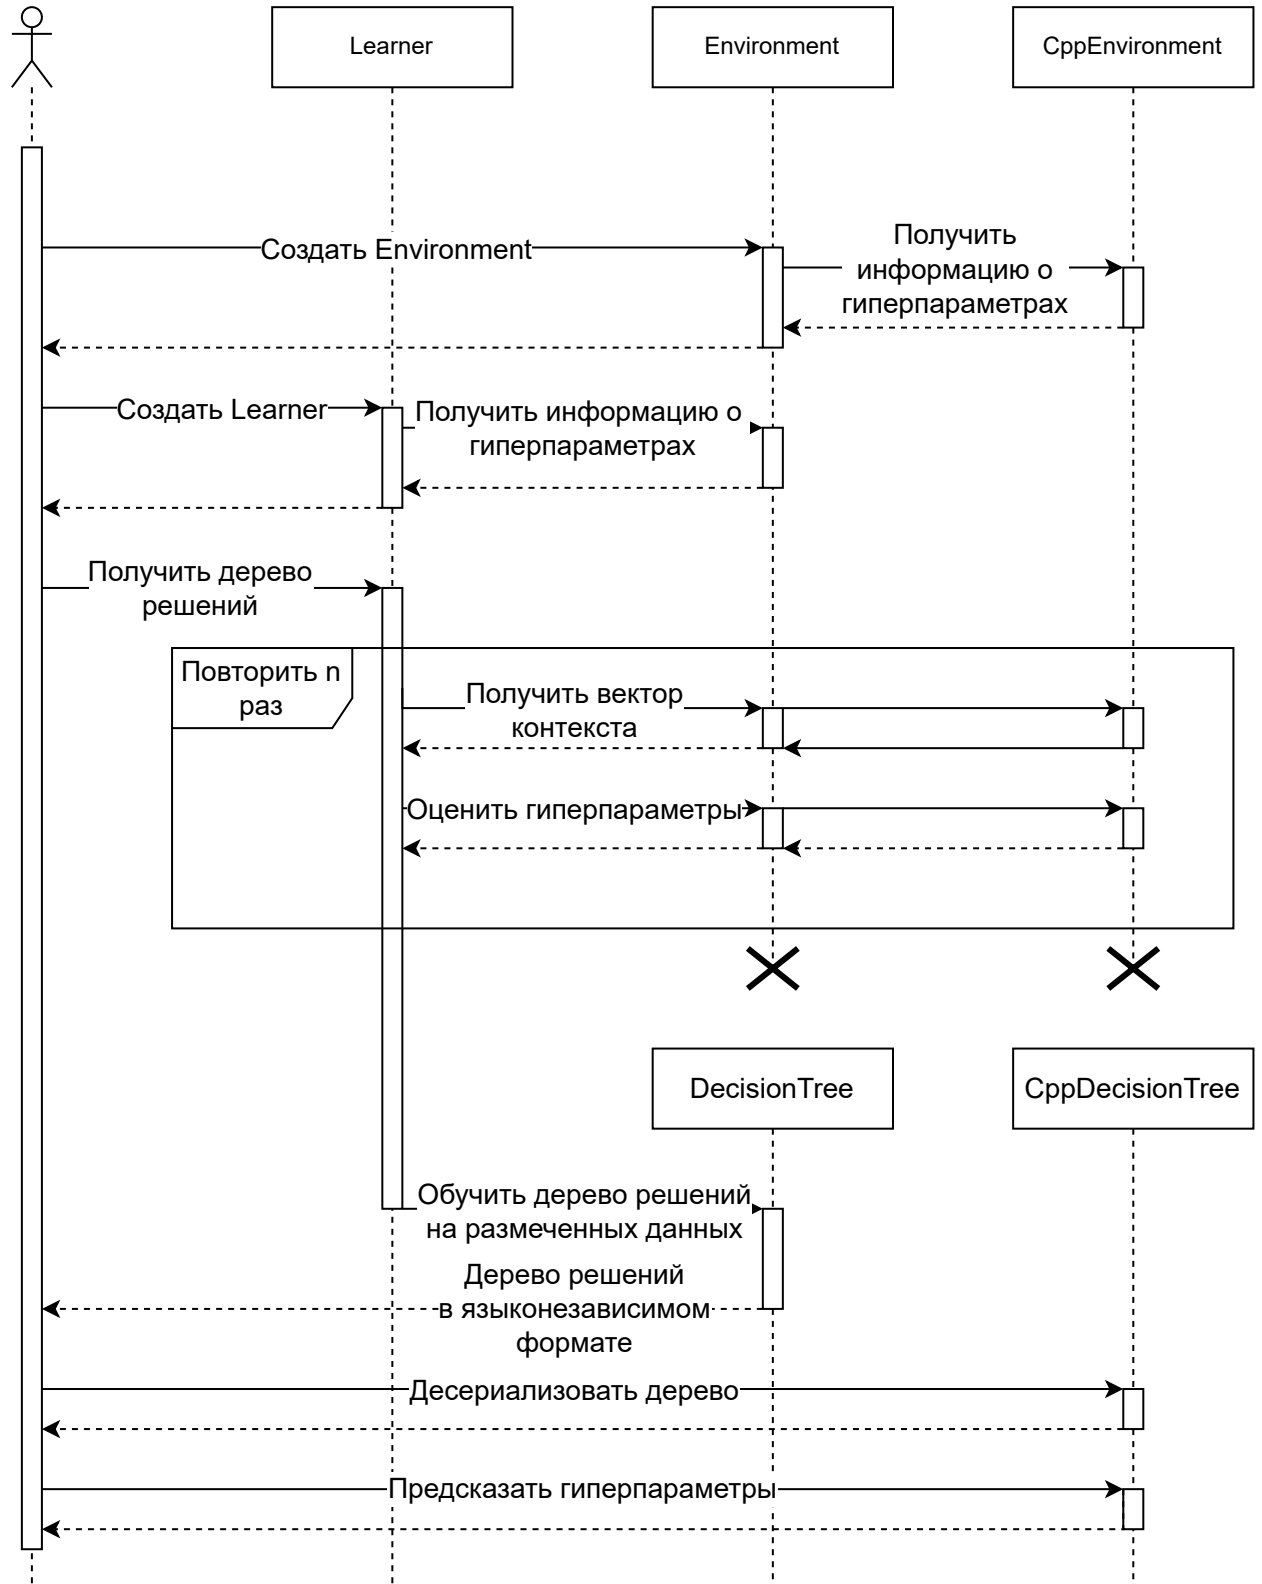 Learner
Environment
CppEnvironment
Получить
информацию о
гиперпараметрах
Создать Environment
Создать Learner
Получить информацию о
гиперпараметрах
Получить дерево
решений
Повторить n
раз
Получить вектор
контекста
Оценить гиперпараметры
DecisionTree
CppDecisionTree
Обучить дерево решений
на размеченных данных
Дерево решений
в языконезависимом
формате
Десериализовать дерево
Предсказать гиперпараметры